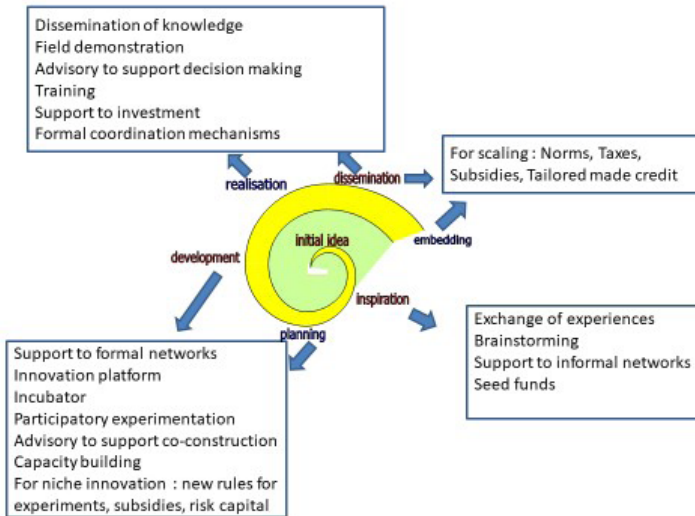 Dissemination of knowledge
Field demonstration
Advisory to support decision making
Training
Support to investment
Formal coordination mechanisms
For scaling : Norms, Taxes,
Subsidies, Tailored made credit
dissemination
realisation
embedding
initial idea
development
inspiration
planning
Exchange of experiences
Brainstorming
Support to informal networks
Seed funds
Support to formal networks
Innovation platform
Incubator
Participatory experimentation
Advisory to support co-construction
Capacity building
For niche innovation : new rules for
experiments, subsidies, risk capital